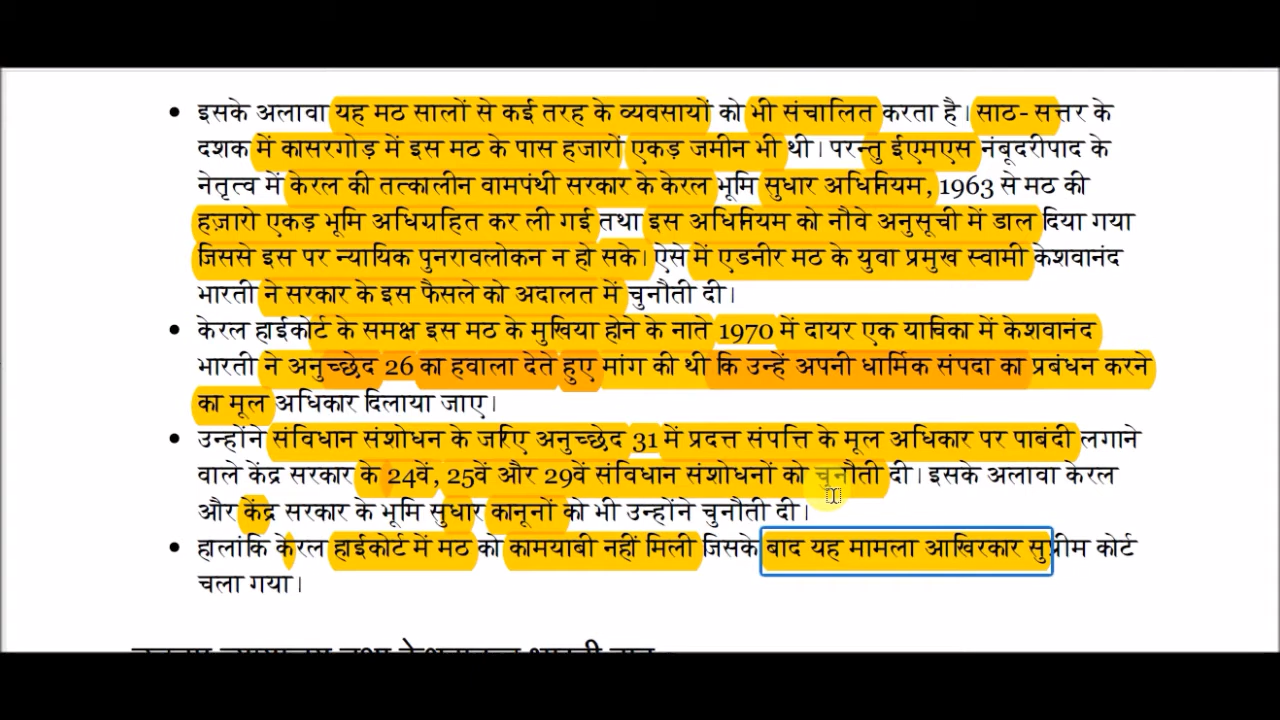 इसके अलावा यह मठ सालों से कई तरह के व्यवसायों को भी संचालित करता है। साठ- सत्तर के
दशक में कासरगोड़ में इस मठ के पास हजारों एकड़ जमीन भी थी। परन्तु ईएमएस नंबूदरीपाद के
नेतृत्व में केरल की तत्कालीन वामपंथी सरकार के केरल भूमि सुधार अधिनियम, 1963 से मठ की
हज़ारो एकड़ भूमि अधिग्रहित कर ली गई तथा इस अधिनियम को नौवे अनुसूची में डाल दिया गया
जिससे इस पर न्यायिक पुनरावलोकन न हो सके। ऐसे में एडनीर मठ के युवा प्रमुख स्वामी केशवानंद
भारती ने सरकार के इस फैसले को अदालत में चुनौती दी।
केरल हाईकोर्ट के समक्ष इस मठ के मुखिया होने के नाते 1970 में दायर एक याचिका में केशवानंद
भारती ने अनुच्छेद 26 का हवाला देते हुए मांग की थी कि उन्हें अपनी धार्मिक संपदा का प्रबंधन करने
का मूल अधिकार दिलाया जाए।
उन्होंने संविधान संशोधन के जरिए अनुच्छेद 31 में प्रदत्त संपत्ति के मूल अधिकार पर पाबंदी लगाने
वाले केंद्र सरकार के 24वें, 25वें और 29वें संविधान संशोधनों को चुनौती दी। इसके अलावा केरल
और केंद्र सरकार के भूमि सुधार कानूनों को भी उन्होंने चुनौती दी।
हालांकि केरल हाईकोर्ट में मठ को कामयाबी नहीं मिली जिसके बाद यह मामला आखिरकार सुप्रीम कोर्ट
चला गया।